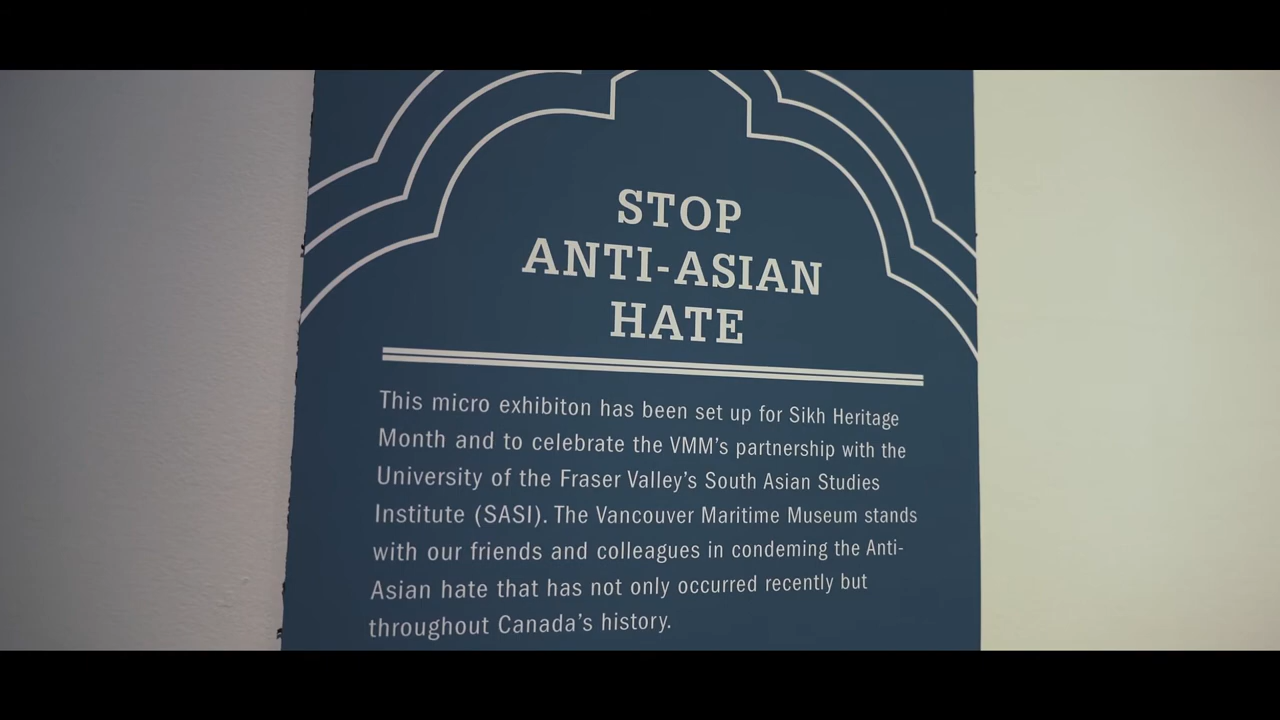 STOP
ANTI-ASIAN
HATE
This micro exhibiton has been set up for Sikh Heritage
Month and to celebrate the VMM's partnership with the
University of the Fraser Valley's South Asian Studies
Institute (SASI). The Vancouver Maritime Museum stands
with our friends and colleagues in condeming the Anti-
Asian hate that has not only occurred recently but
throughout Canada's history.